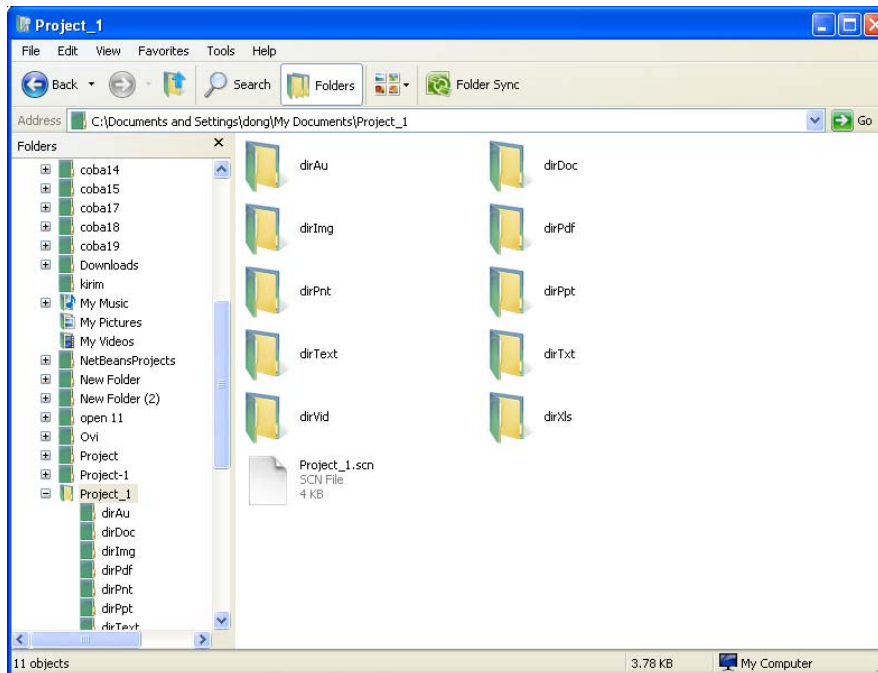 Project_1
File Edit View Favorites Tools Help
Back Search Folders Folder Sync
Address C:\Documents and Settings\dong\My Documents\Project_1 Go
Folders
coba14
coba15
coba17
coba18
coba19
Downloads
kirim
My Music
My Pictures
My Videos
NetBeansProjects
New Folder
New Folder (2)
open 11
Ovi
Project
Project-1
Project_1
dirAu
dirDoc
dirImg
dirPdf
dirPnt
dirPpt
dirText
dirAu dirDoc
dirImg dirPdf
dirPnt dirPpt
dirText dirTxt
dirVid dirXls
Project_1.scn
SCN File
4 KB
11 objects 3.78 KB My Computer